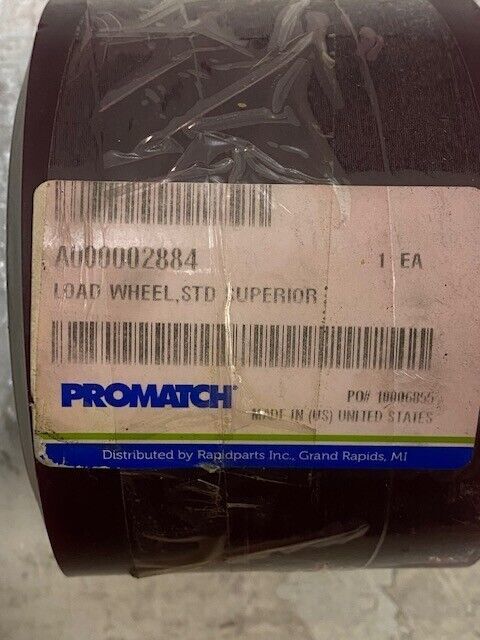 A000002884 1 EA
LOAD WHEEL,STD SUPERIOR
PROMATCH
PO# 10006855
MADE IN (US) UNITED STATES
Distributed by Rapidparts Inc., Grand Rapids, MI